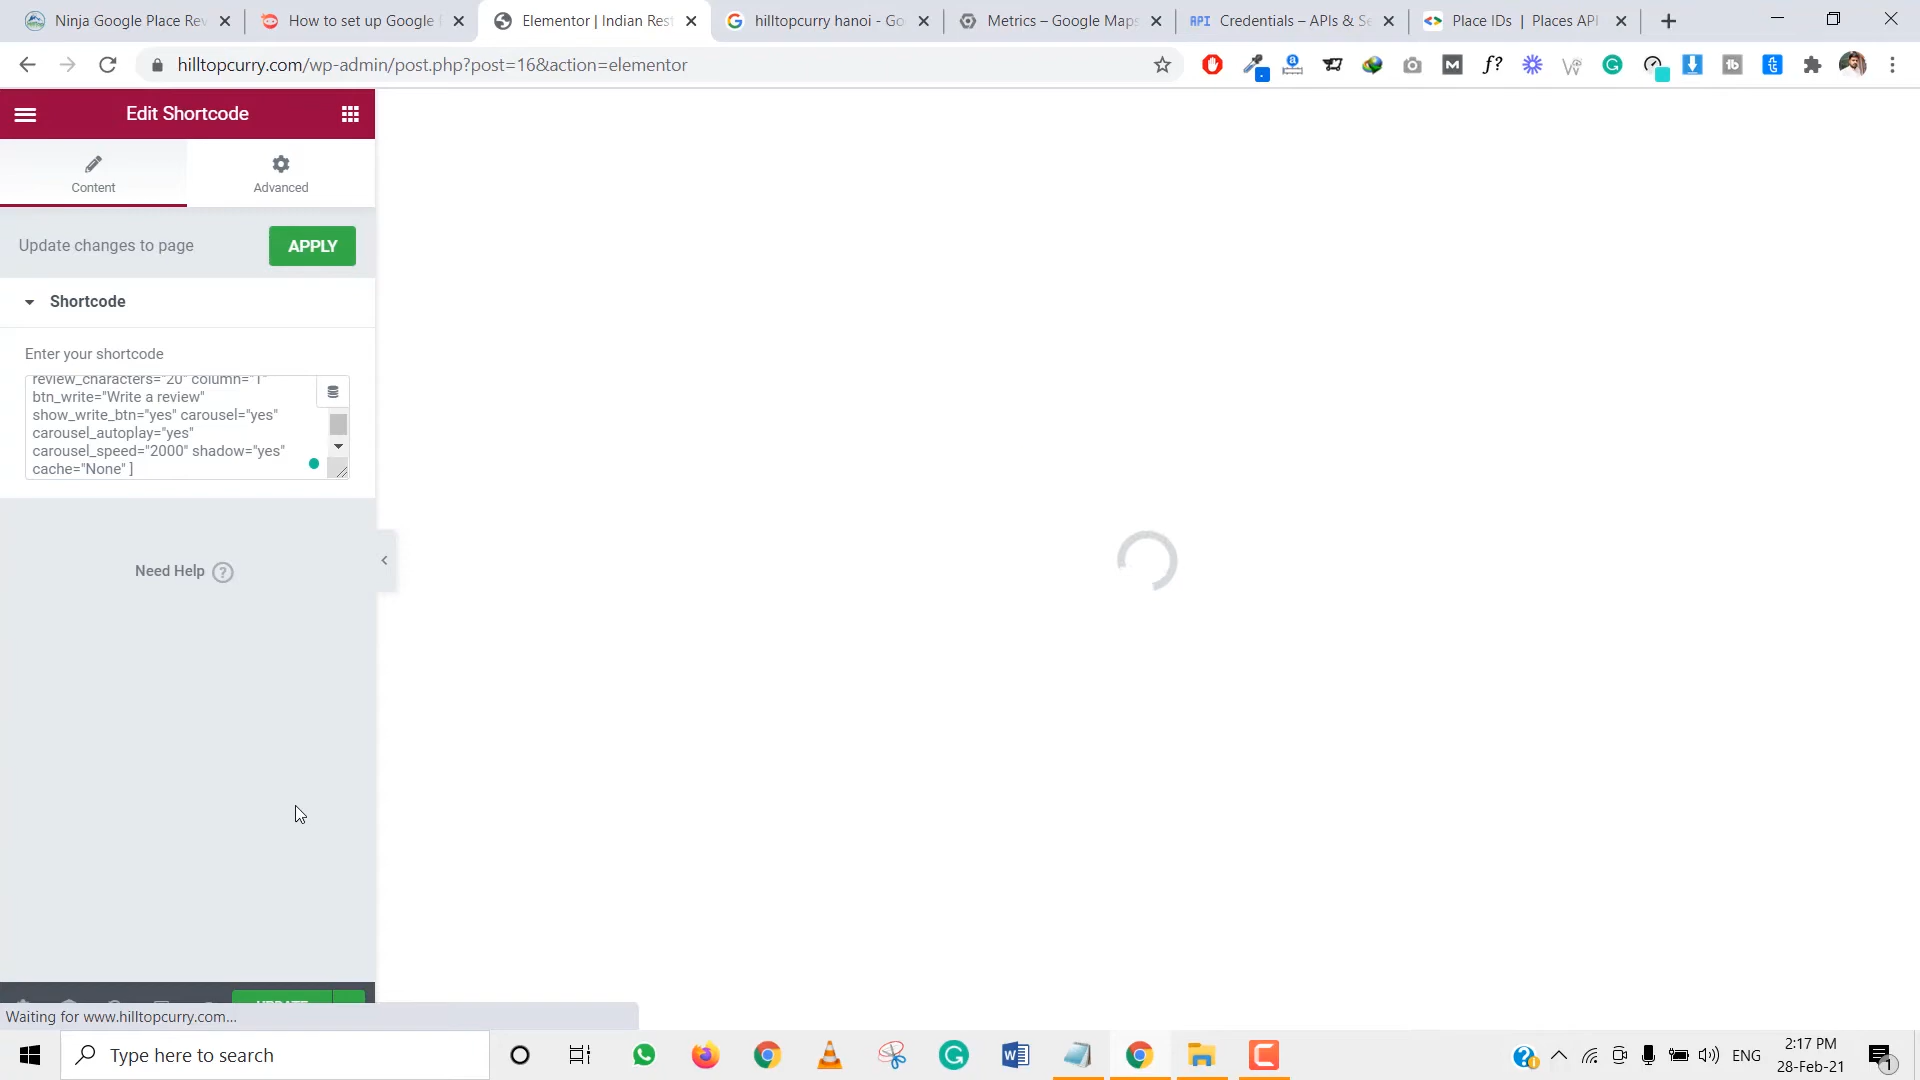 Ninja Google Place Rev
How to set up Google
Elementor | Indian Rest
hilltopcurry hanoi - Go
Metrics – Google Maps
API Credentials – APIs & Se
Place IDs | Places API
hilltopcurry.com/wp-admin/post.php?post=16&action=elementor
Edit Shortcode
Content
Advanced
Update changes to page
APPLY
Shortcode
Enter your shortcode
review_characters="20" column="1"
btn_write="Write a review"
show_write_btn="yes" carousel="yes"
carousel_autoplay="yes"
carousel_speed="2000" shadow="yes"
cache="None" ]
Need Help ?
UPDATE
Waiting for www.hilltopcurry.com...
Type here to search
ENG
2:17 PM
28-Feb-21
1